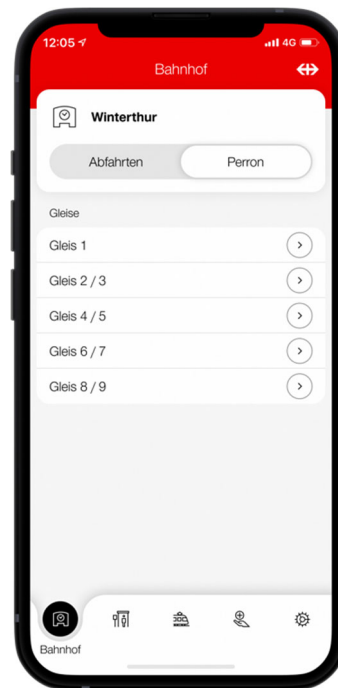 12:05 4G
Bahnhof
Winterthur
Abfahrten Perron
Gleise
Gleis 1
Gleis 2 / 3
Gleis 4 / 5
Gleis 6 / 7
Gleis 8 / 9
Bahnhof